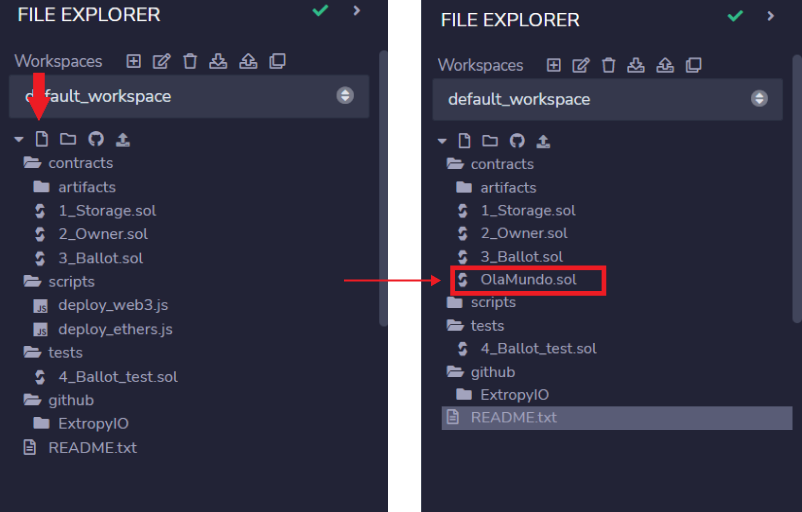 FILE EXPLORER
Workspaces
default_workspace
contracts
artifacts
1_Storage.sol
2_Owner.sol
3_Ballot.sol
scripts
JS deploy_web3.js
JS deploy_ethers.js
tests
4_Ballot_test.sol
github
ExtropyIO
README.txt
FILE EXPLORER
Workspaces
default_workspace
contracts
artifacts
1_Storage.sol
2_Owner.sol
3_Ballot.sol
OlaMundo.sol
scripts
tests
4_Ballot_test.sol
github
ExtropyIO
README.txt